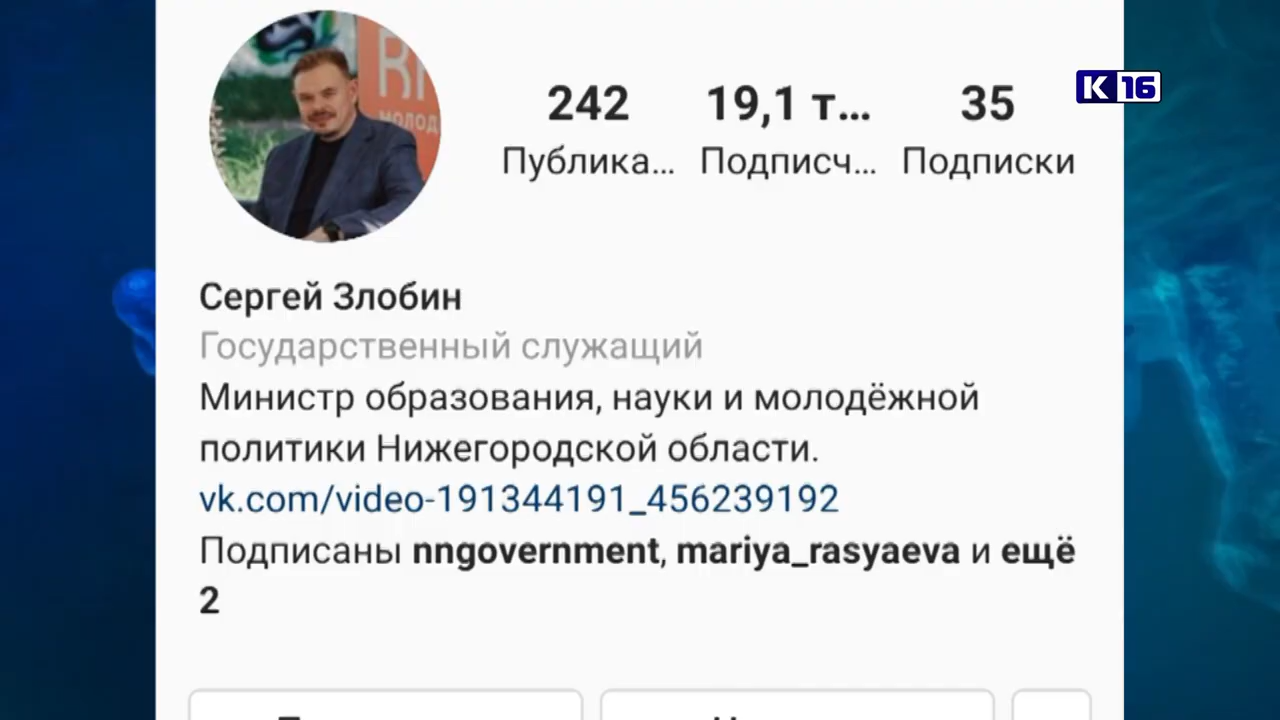 К 16
242 19,1 т... 35
Публика... Подписч... Подписки
Сергей Злобин
Государственный служащий
Министр образования, науки и молодёжной
политики Нижегородской области.
vk.com/video-191344191_456239192
Подписаны nngovernment, mariya_rasyaeva и ещё
2